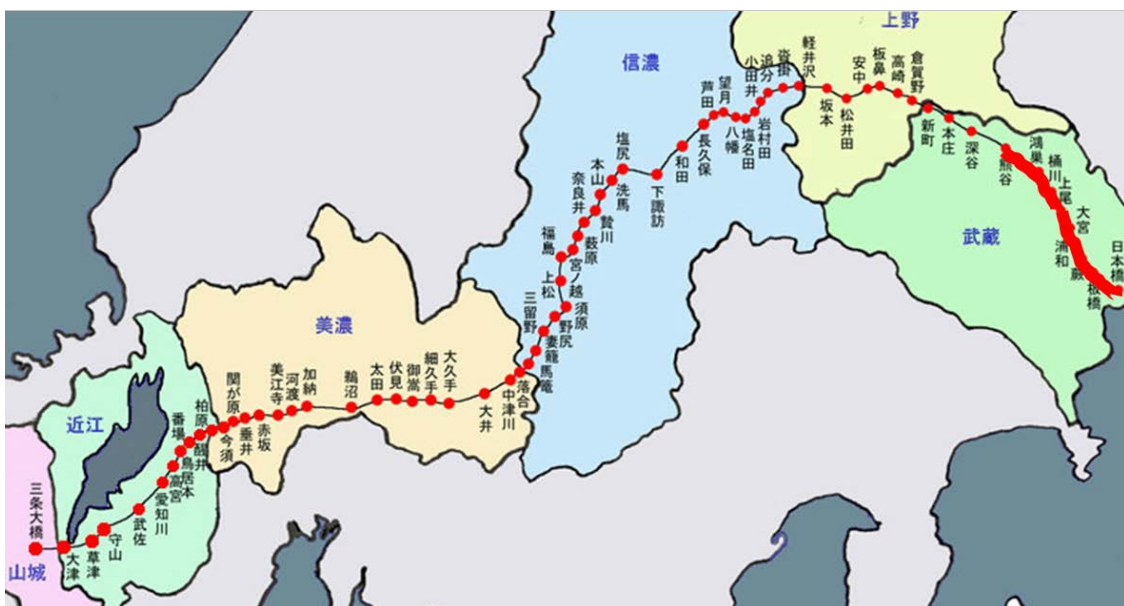 上野
信濃
武蔵
美濃
近江
山城
日本橋
板橋
蕨
浦和
大宮
上尾
桶川
鴻巣
熊谷
深谷
本庄
新町
倉賀野
高崎
板鼻
安中
松井田
坂本
軽井沢
沓掛
追分
小田井
岩村田
塩名田
八幡
望月
芦田
長久保
和田
下諏訪
塩尻
洗馬
本山
贄川
奈良井
薮原
宮ノ越
福島
上松
須原
野尻
三留野
妻籠
馬篭
落合
中津川
大井
大久手
細久手
御嵩
伏見
太田
鵜沼
加納
河渡
美江寺
赤坂
垂井
関が原
今須
柏原
醒井
番場
鳥居本
高宮
愛知川
武佐
守山
草津
大津
三条大橋